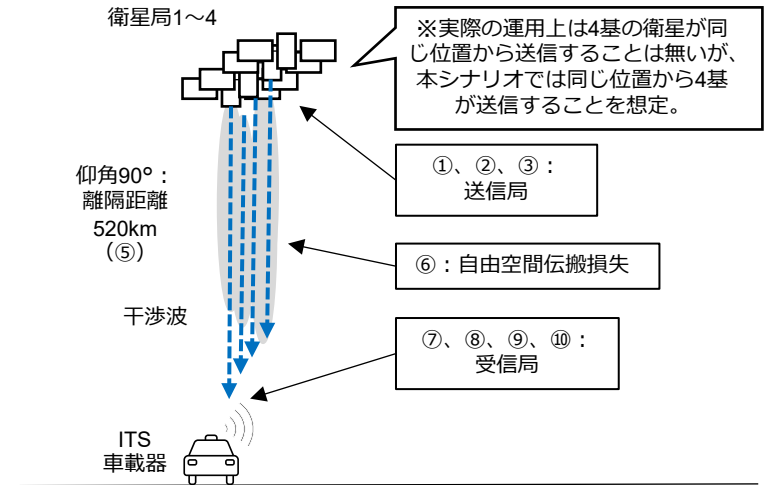 衛星局1～4
※実際の運用上は4基の衛星が同
じ位置から送信することは無いが、
本シナリオでは同じ位置から4基
が送信することを想定。
①、②、③：
送信局
仰角90°：
離隔距離
520km
（⑤）
⑥：自由空間伝搬損失
干渉波
⑦、⑧、⑨、⑩：
受信局
ITS
車載器